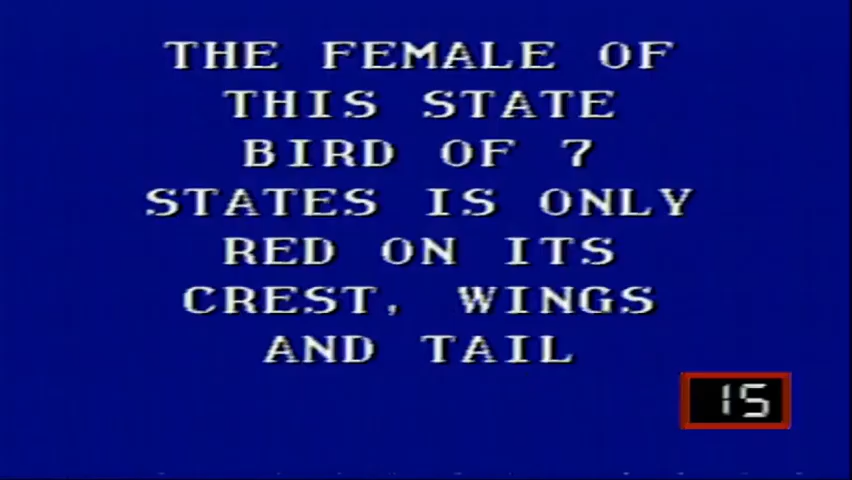 THE FEMALE OF
THIS STATE
BIRD OF 7
STATES IS ONLY
RED ON ITS
CREST, WINGS
AND TAIL
15